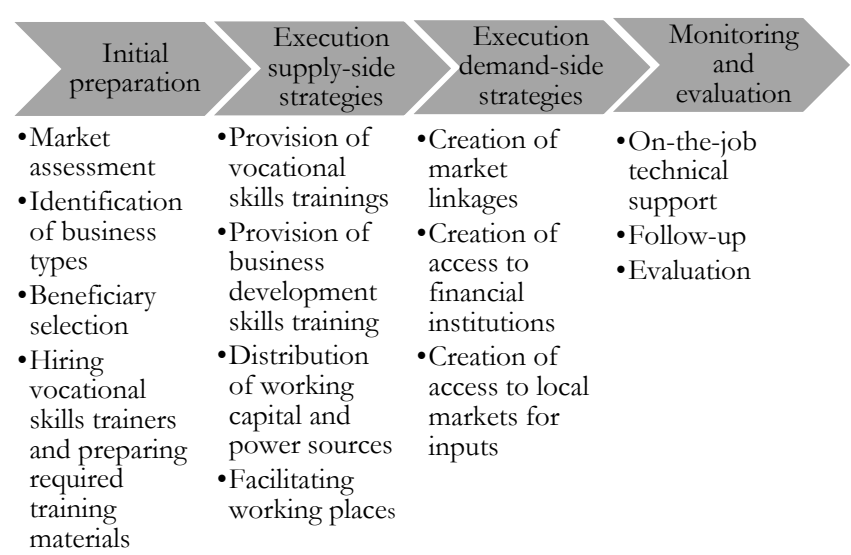 Initial
preparation
Execution
supply-side
strategies
Execution
demand-side
strategies
Monitoring
and
evaluation
•Market
assessment
•Identification
of business
types
•Beneficiary
selection
•Hiring
vocational
skills trainers
and preparing
required
training
materials
•Provision of
vocational
skills trainings
•Provision of
business
development
skills training
•Distribution
of working
capital and
power sources
•Facilitating
working places
•Creation of
market
linkages
•Creation of
access to
financial
institutions
•Creation of
access to local
markets for
inputs
•On-the-job
technical
support
•Follow-up
•Evaluation